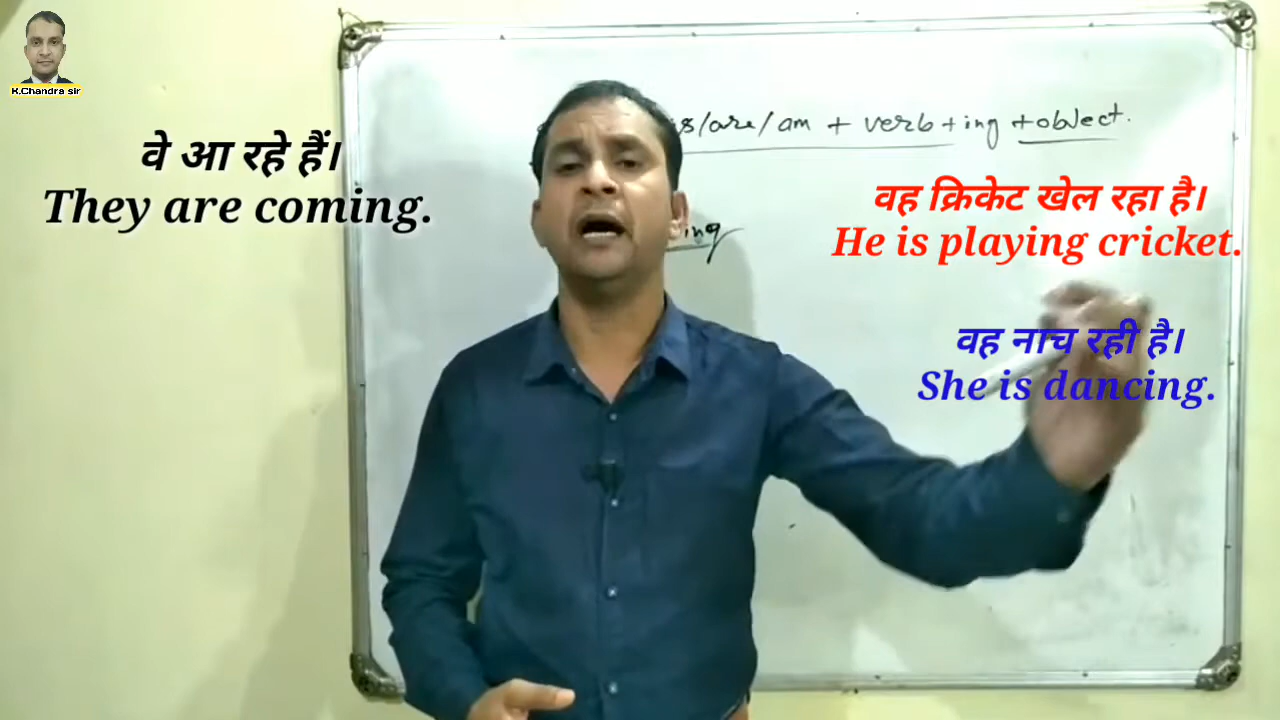 K.Chandra sir
is/are/am + verb + ing + object.
ing
वे आ रहे हैं।
They are coming.
वह क्रिकेट खेल रहा है।
He is playing cricket.
वह नाच रही है।
She is dancing.